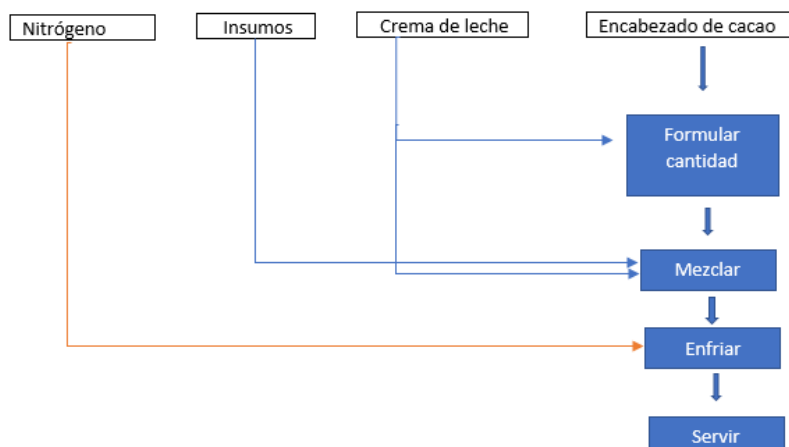 Nitrógeno
Insumos
Crema de leche
Encabezado de cacao
Formular
cantidad
Mezclar
Enfriar
Servir